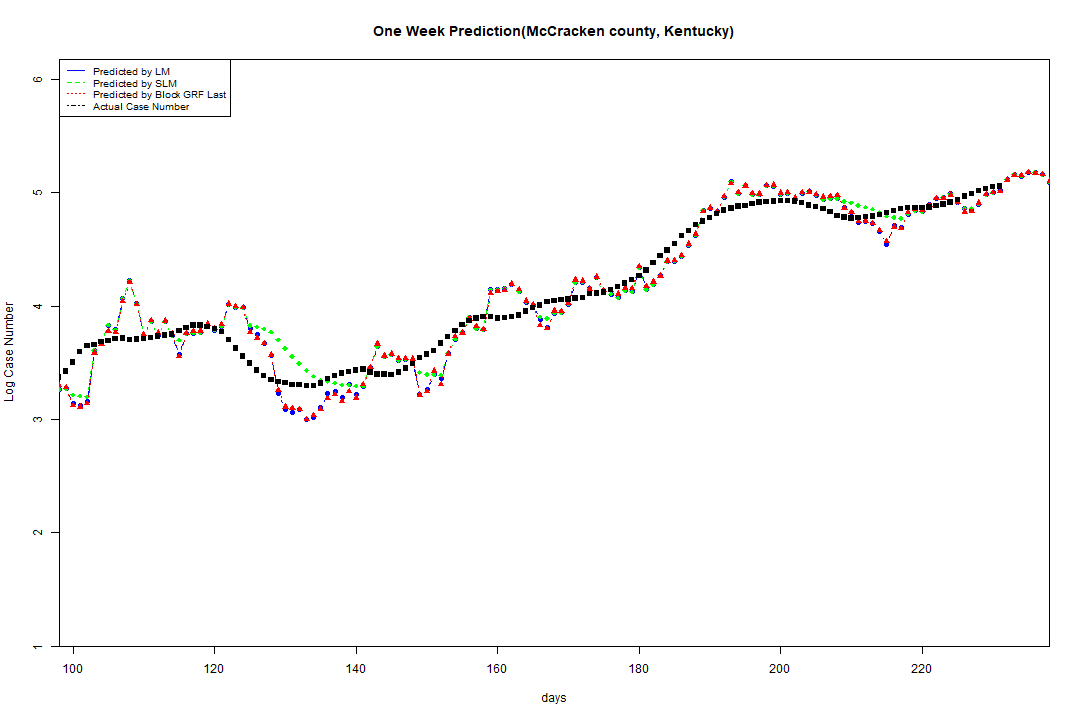 One Week Prediction(McCracken county, Kentucky)
Predicted by LM
Predicted by SLM
Predicted by Block GRF Last
Actual Case Number
Log Case Number
6
5
4
3
2
1
100 120 140 160 180 200 220
days